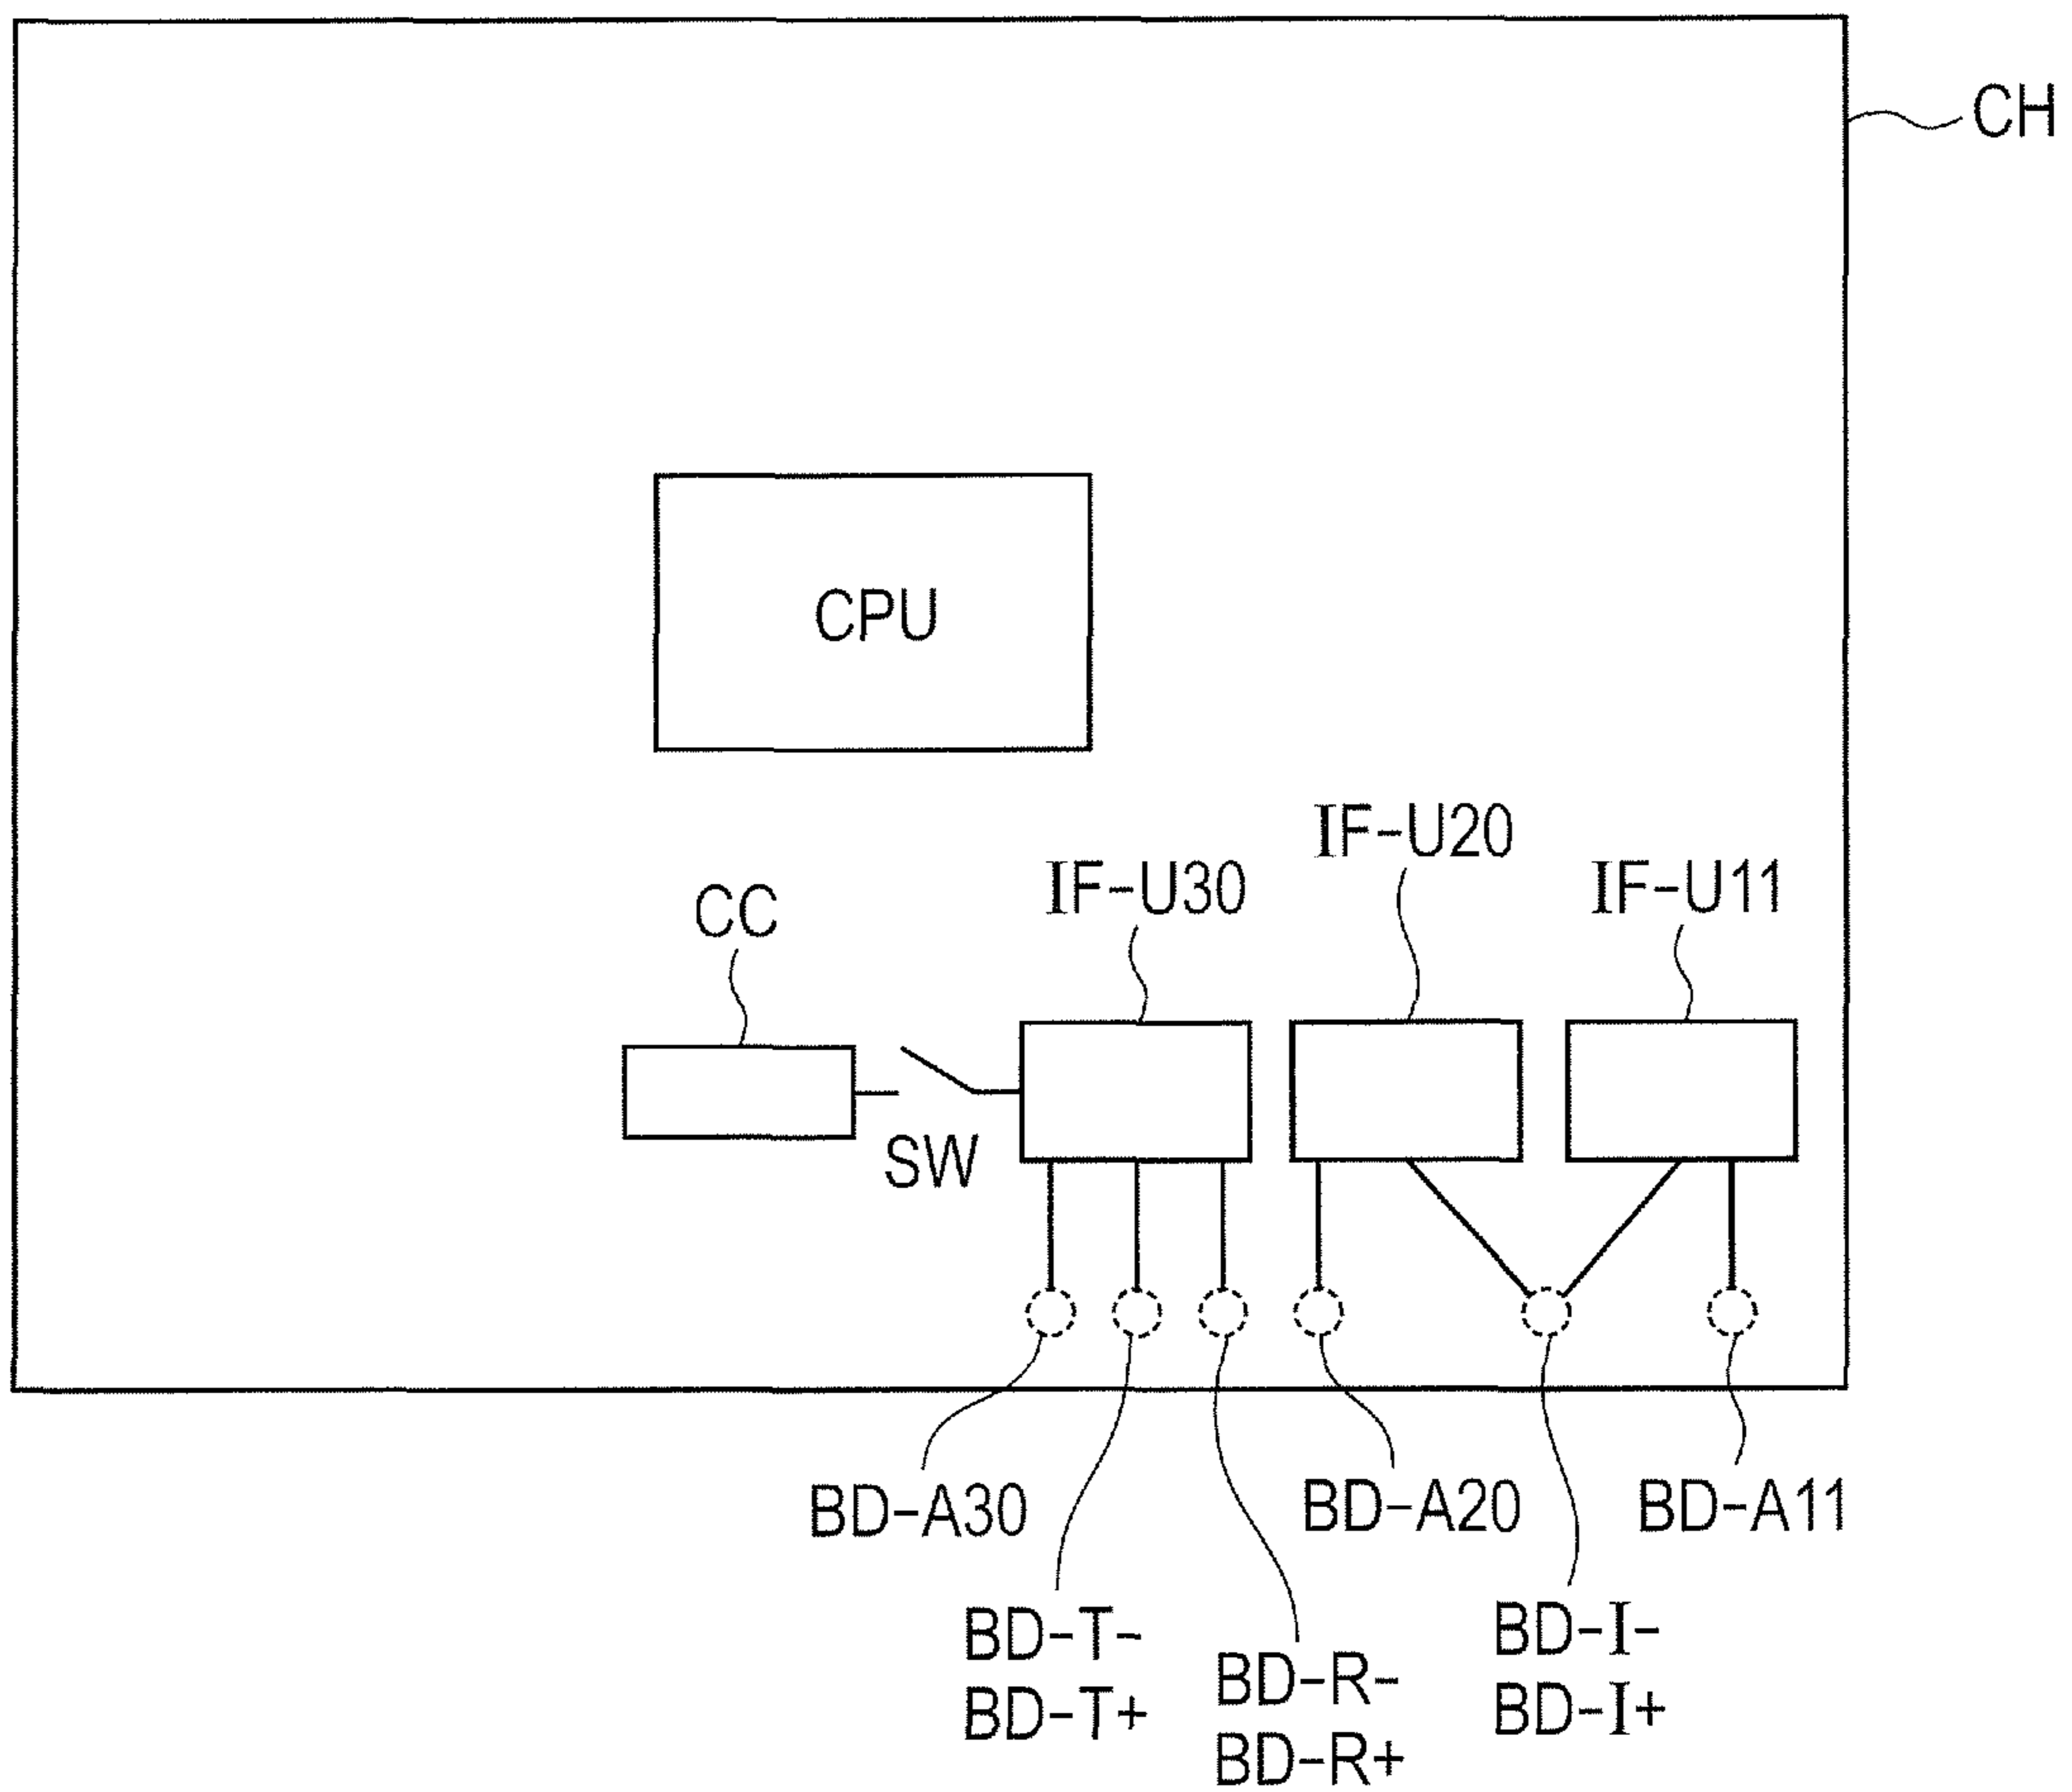 CH
CPU
IF-U20
IF-U30
IF-U11
CC
SW
BD-A30
BD-A20
BD-A11
BD-T-
BD-T+
BD-R-
BD-R+
BD-I-
BD-I+